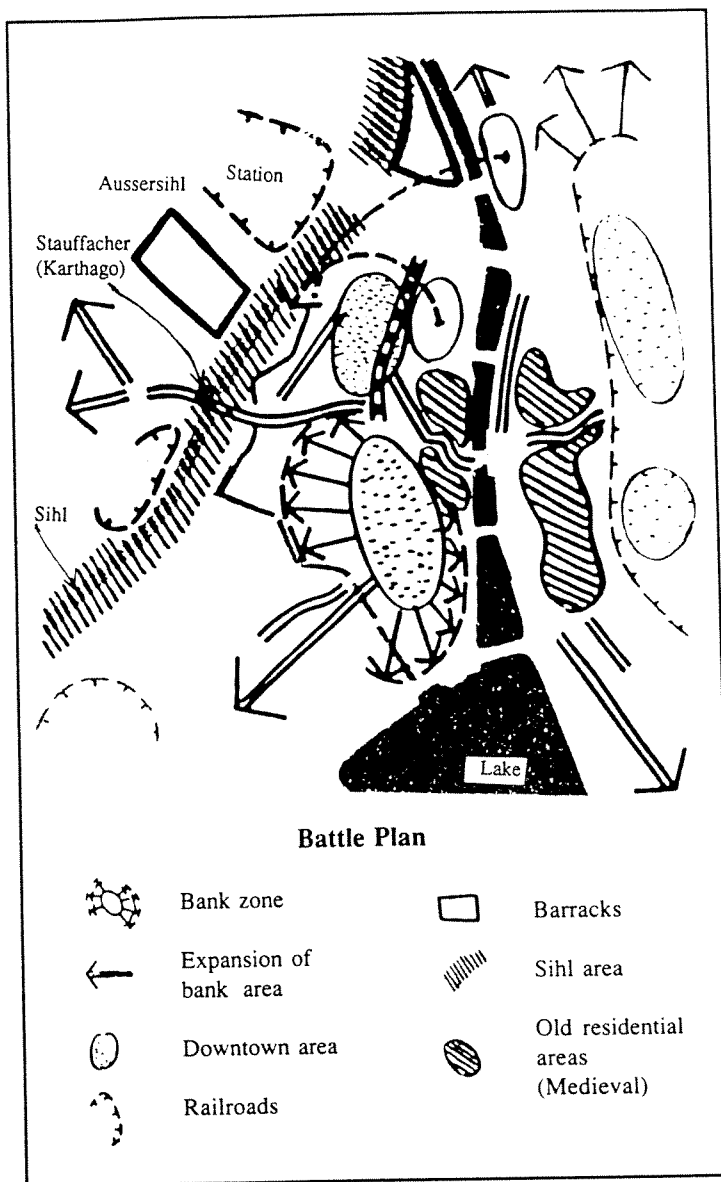 Station
Aussersihl
Stauffacher
(Karthago)
Sihl
Lake
Battle Plan
Bank zone
Expansion of
bank area
Downtown area
Railroads
Barracks
Sihl area
Old residential
areas
(Medieval)